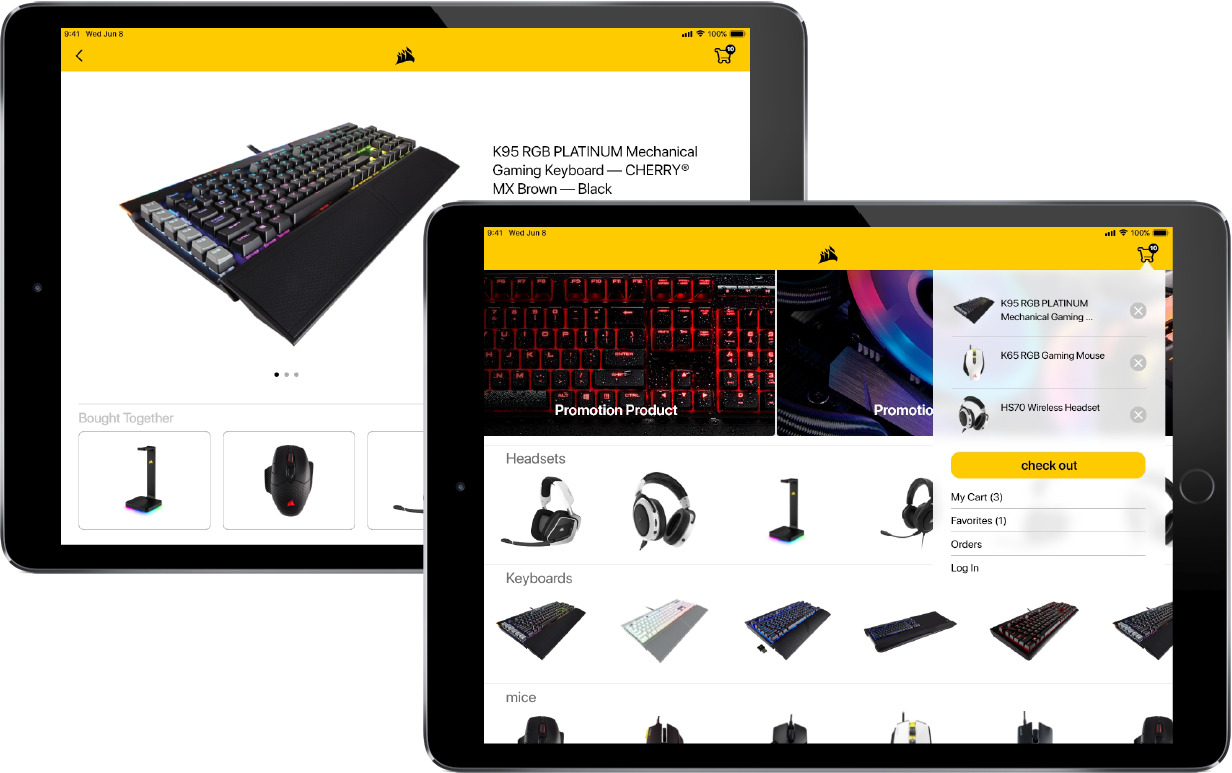 9:41 Wed Jun 8
100%
10
K95 RGB PLATINUM Mechanical
Gaming Keyboard — CHERRY®
MX Brown — Black
Bought Together
9:41 Wed Jun 8
100%
10
K95 RGB PLATINUM
Mechanical Gaming ...
K65 RGB Gaming Mouse
HS70 Wireless Headset
Promotion Product
Promotio
check out
My Cart (3)
Favorites (1)
Orders
Log In
Headsets
Keyboards
mice